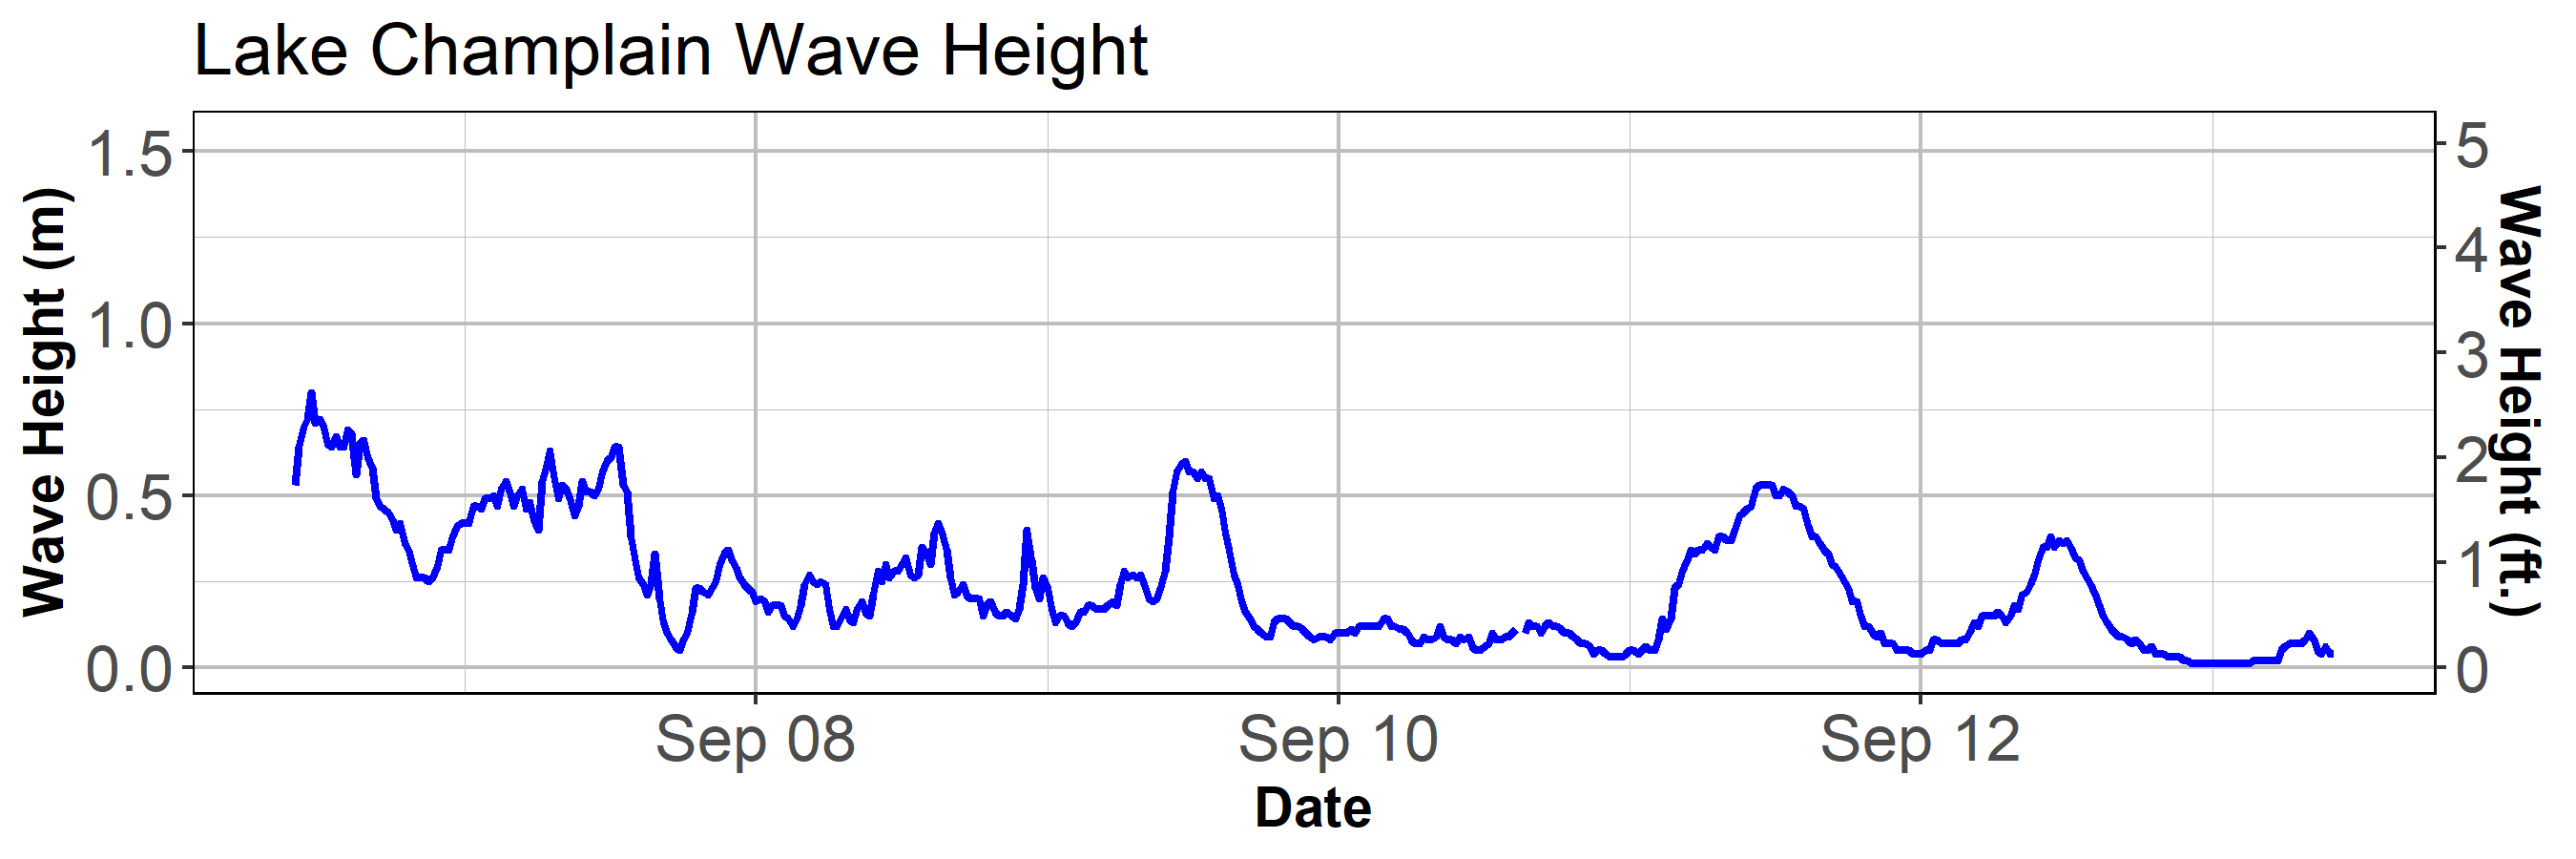 Lake Champlain Wave Height
Wave Height (m)
1.5
1.0
0.5
0.0
5
4
3
2
1
0
Wave Height (ft.)
Sep 08
Sep 10
Sep 12
Date